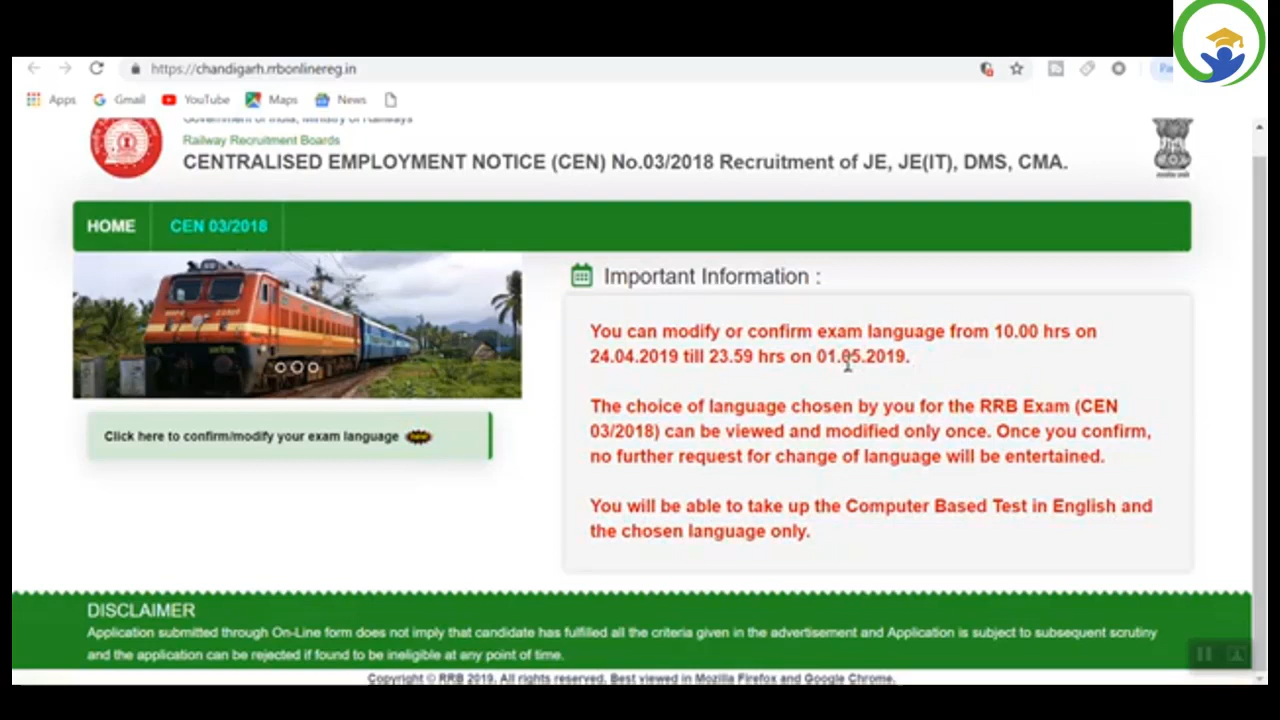 https://chandigarh.rrbonlinereg.in
Apps Gmail YouTube Maps News
Government of India, Ministry of Railways
Railway Recruitment Boards
CENTRALISED EMPLOYMENT NOTICE (CEN) No.03/2018 Recruitment of JE, JE(IT), DMS, CMA.
HOME CEN 03/2018
Important Information :
You can modify or confirm exam language from 10.00 hrs on
24.04.2019 till 23.59 hrs on 01.05.2019.
The choice of language chosen by you for the RRB Exam (CEN
03/2018) can be viewed and modified only once. Once you confirm,
no further request for change of language will be entertained.
You will be able to take up the Computer Based Test in English and
the chosen language only.
Click here to confirm/modify your exam language
DISCLAIMER
Application submitted through On-Line form does not imply that candidate has fulfilled all the criteria given in the advertisement and Application is subject to subsequent scrutiny
and the application can be rejected if found to be ineligible at any point of time.
Copyright © RRB 2019. All rights reserved. Best viewed in Mozilla Firefox and Google Chrome.